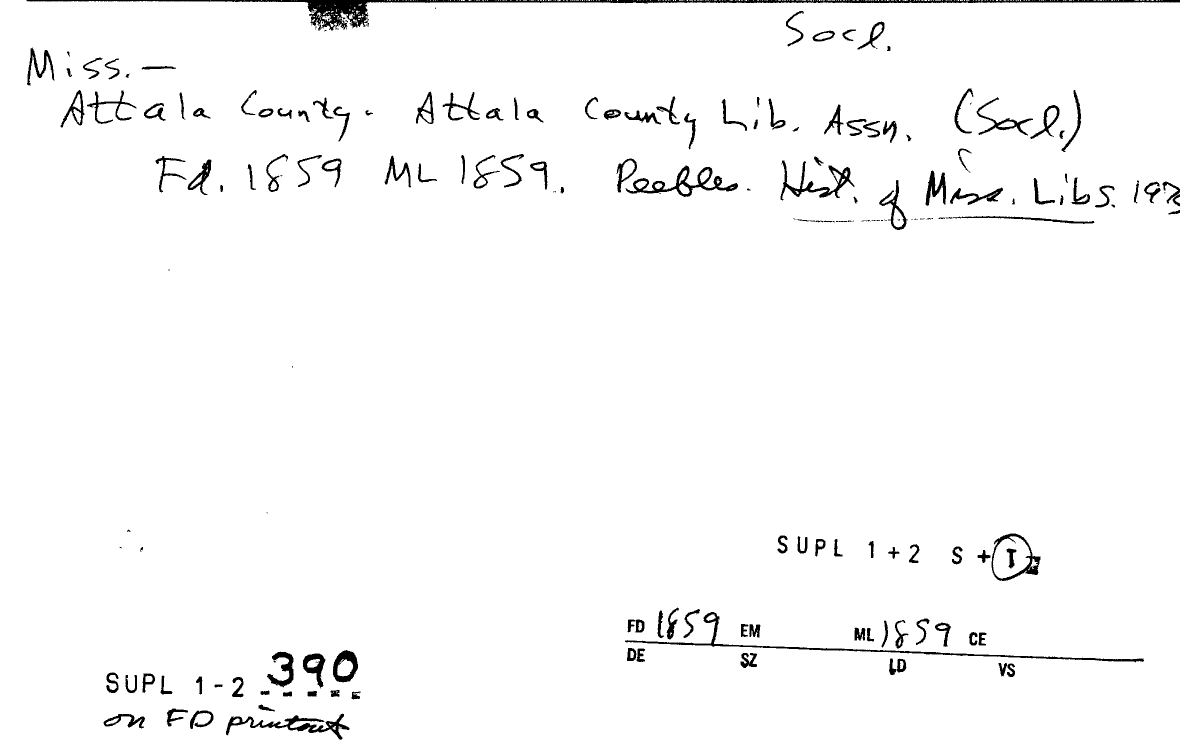 Socl.
Miss. —
Attala County. Attala County Lib. Assn. (Socl.)
Fd. 1859 ML 1859. Peebles. Hist. of Miss. Libs. 197
SUPL 1+2 S + I
FD 1859 EM ML 1859 CE
DE SZ LD VS
SUPL 1-2 390
on FD printout